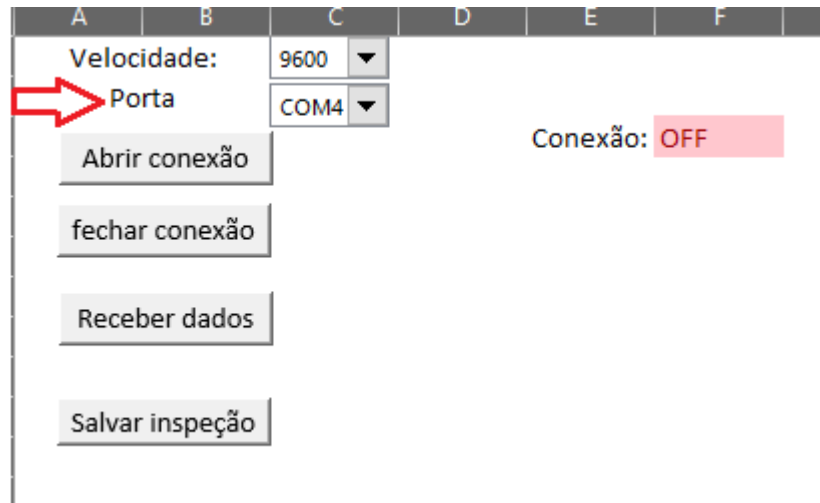 A B C D E F
Velocidade: 9600
Porta COM4
Conexão: OFF
Abrir conexão
fechar conexão
Receber dados
Salvar inspeção